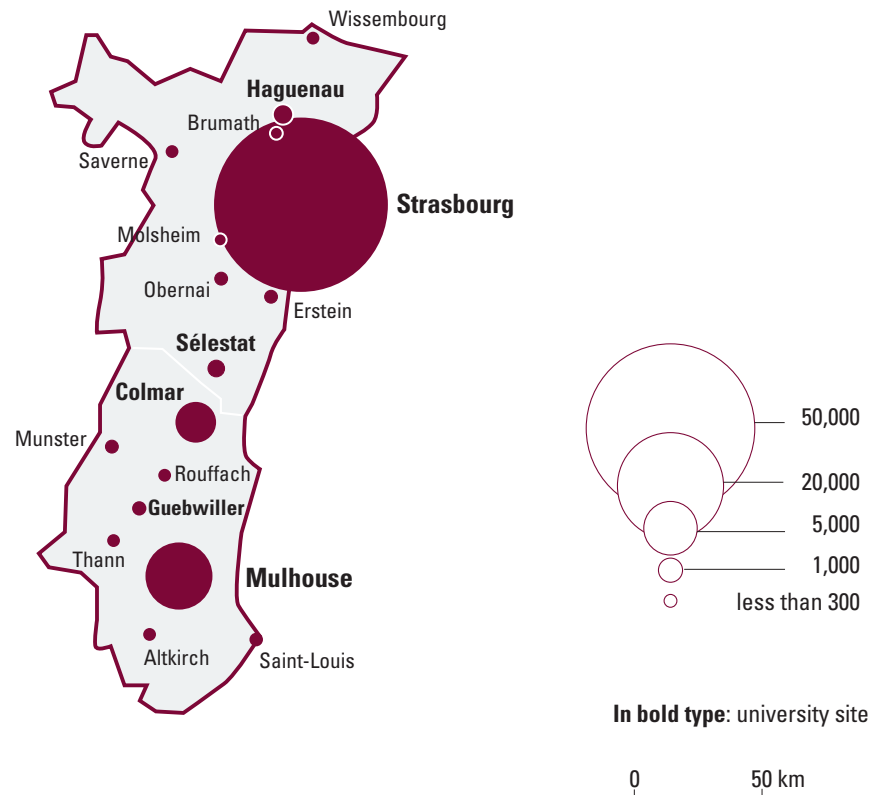 Wissembourg
Haguenau
Brumath
Saverne
Strasbourg
Molsheim
Obernai
Erstein
Sélestat
Colmar
Munster
Rouffach
Guebwiller
Thann
Mulhouse
Altkirch
Saint-Louis
50,000
20,000
5,000
1,000
less than 300
In bold type: university site
0 50 km